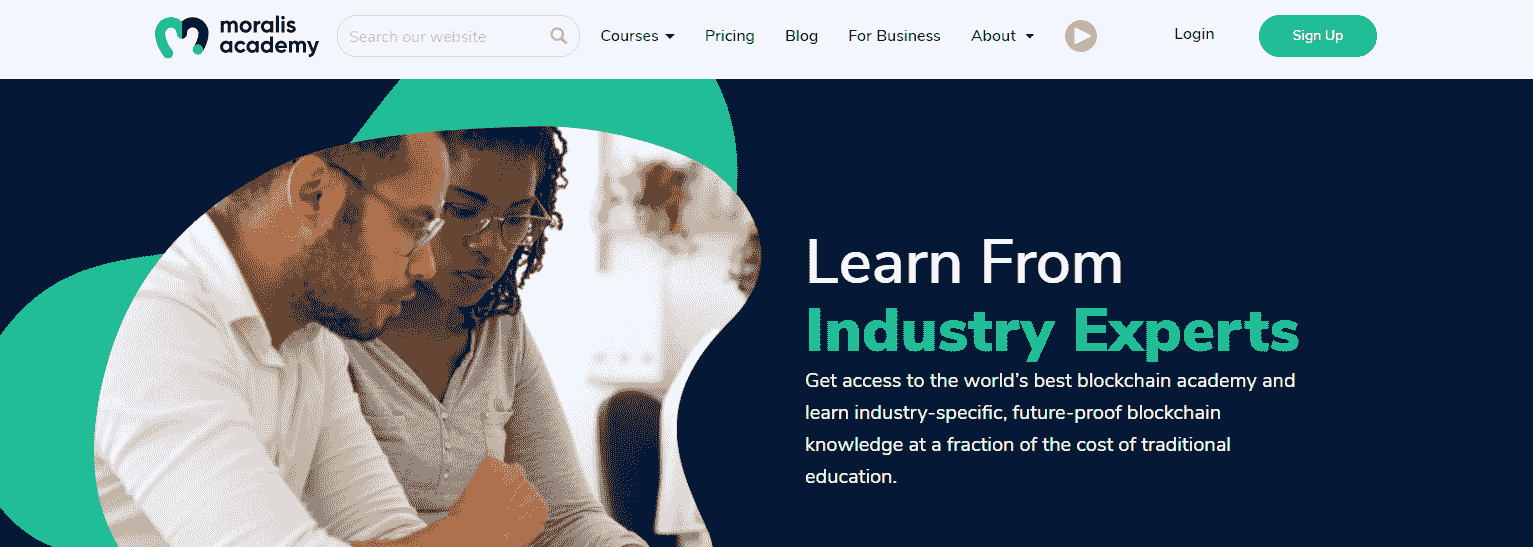 moralis
academy
Search our website
Courses
Pricing
Blog
For Business
About
Login
Sign Up
Learn From
Industry Experts
Get access to the world's best blockchain academy and
learn industry-specific, future-proof blockchain
knowledge at a fraction of the cost of traditional
education.